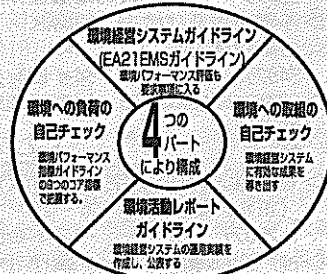 環境経営システムガイドライン
(EA21EMSガイドライン)
環境パフォーマンス評価も
要求事項に入る
環境への負荷の
自己チェック
環境パフォーマンス
指標ガイドライン
の9つのコア指標
で把握する。
4つの
パート
により構成
環境への取組の
自己チェック
環境経営システム
に有効な成果を
導き出す
環境活動レポート
ガイドライン
環境経営システムの運用実績を
作成し、公表する